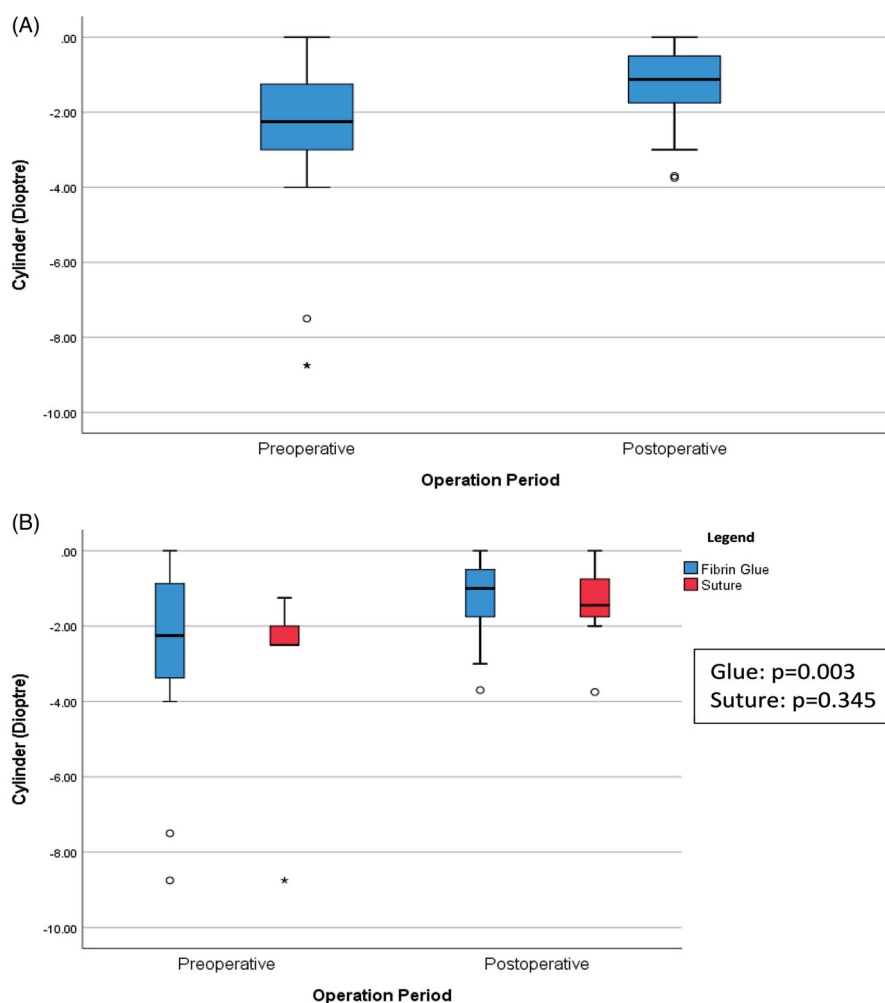 (A)
.00
-2.00
-4.00
-6.00
-8.00
-10.00
Cylinder (Dioptre)
Preoperative
Postoperative
Operation Period
(B)
.00
-2.00
-4.00
-6.00
-8.00
-10.00
Cylinder (Dioptre)
Preoperative
Postoperative
Operation Period
Legend
Fibrin Glue
Suture
Glue: p=0.003
Suture: p=0.345